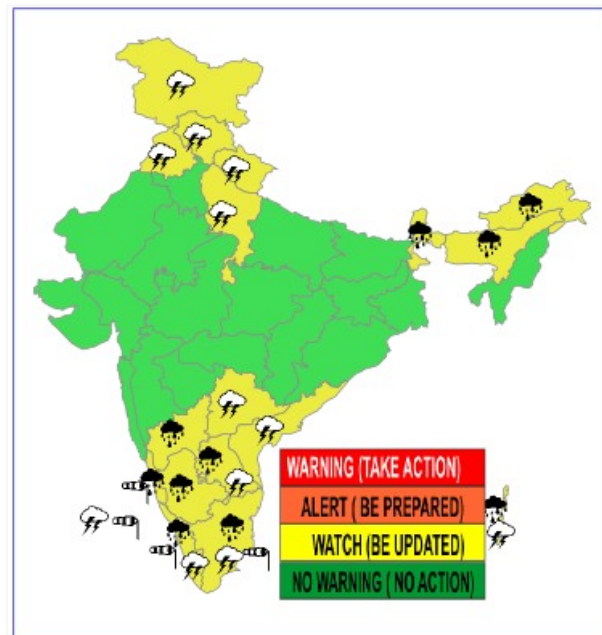 WARNING (TAKE ACTION)
ALERT ( BE PREPARED)
WATCH (BE UPDATED)
NO WARNING ( NO ACTION)